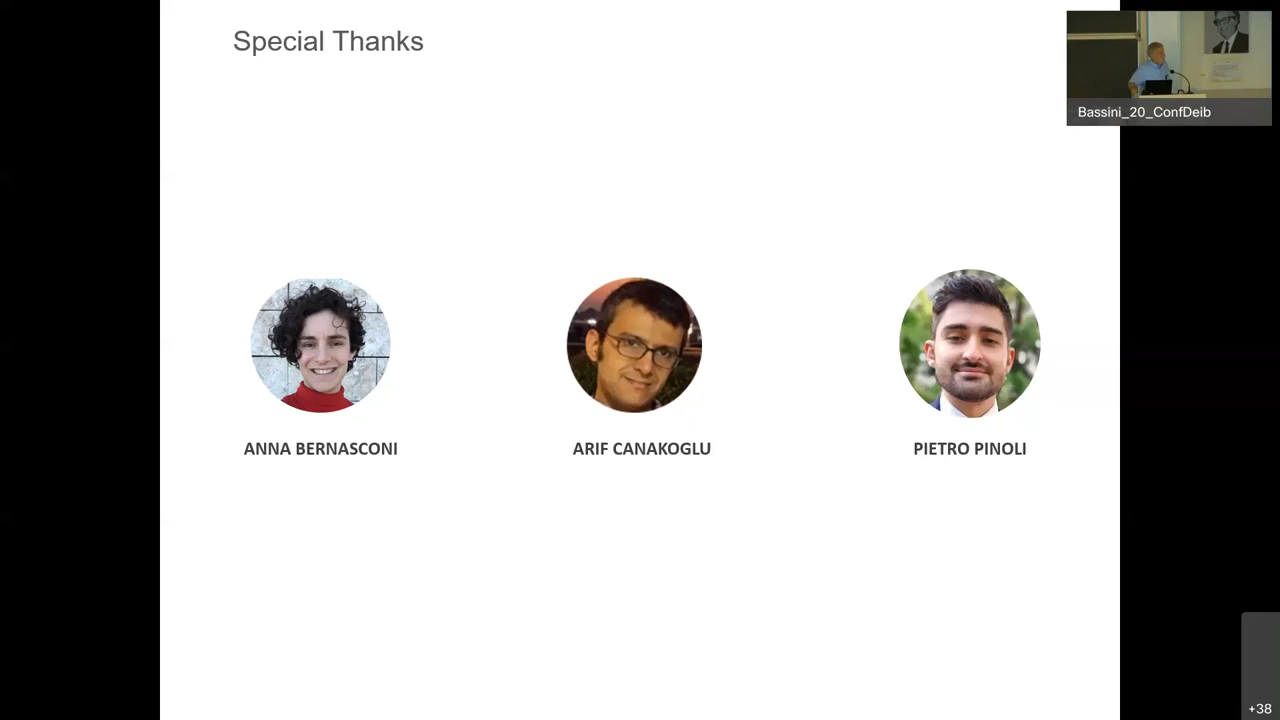 Special Thanks
Bassini_20_ConfDeib
ANNA BERNASCONI
ARIF CANAKOGLU
PIETRO PINOLI
+38